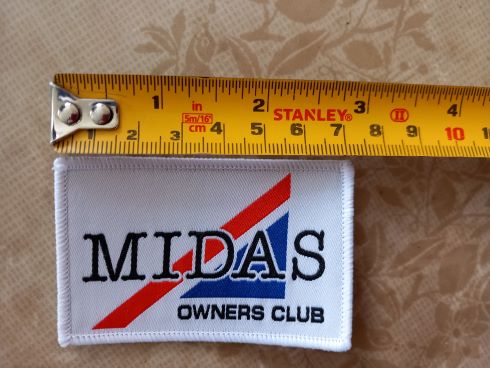 1 2 3 4
in
5m/16' STANLEY®
cm
1 2 3 4 5 6 7 8 9 10
MIDAS
OWNERS CLUB